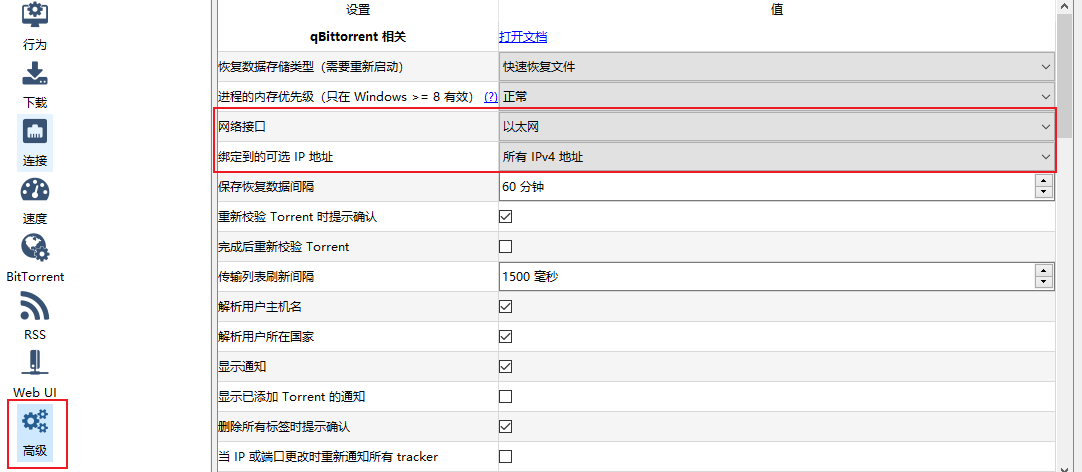 行为
下载
连接
速度
BitTorrent
RSS
Web UI
高级
设置 值
qBittorrent 相关 打开文档
恢复数据存储类型（需要重新启动） 快速恢复文件
进程的内存优先级（只在 Windows >= 8 有效） (?) 正常
网络接口 以太网
绑定到的可选 IP 地址 所有 IPv4 地址
保存恢复数据间隔 60 分钟
重新校验 Torrent 时提示确认
完成后重新校验 Torrent
传输列表刷新间隔 1500 毫秒
解析用户主机名
解析用户所在国家
显示通知
显示已添加 Torrent 的通知
删除所有标签时提示确认
当 IP 或端口更改时重新通知所有 tracker